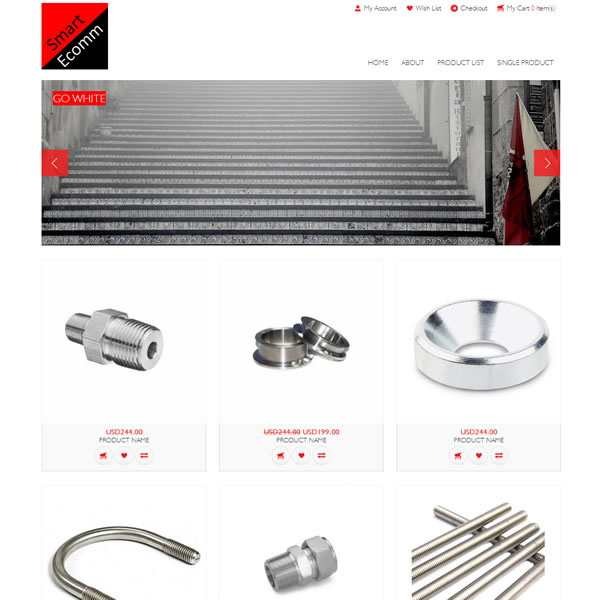 Smart
Ecomm
My Account
Wish List
Checkout
My Cart 0 Item(s)
HOME
ABOUT
PRODUCT LIST
SINGLE PRODUCT
GO WHITE
USD244.00
PRODUCT NAME
USD244.00 USD199.00
PRODUCT NAME
USD244.00
PRODUCT NAME